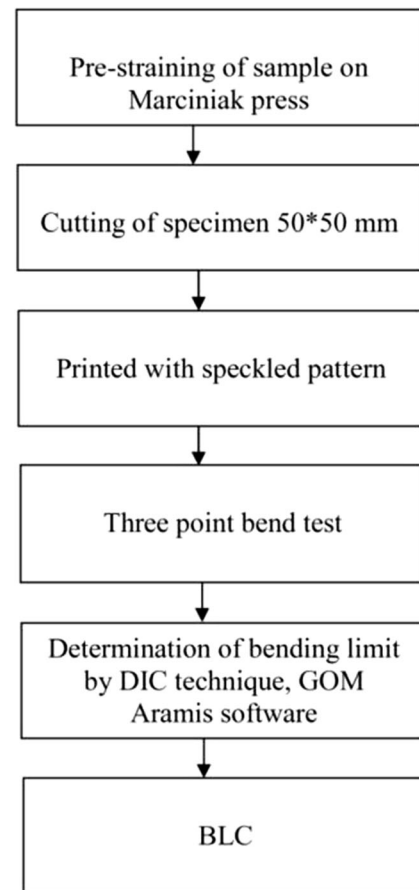 Pre-straining of sample on
Marciniak press
Cutting of specimen 50*50 mm
Printed with speckled pattern
Three point bend test
Determination of bending limit
by DIC technique, GOM
Aramis software
BLC